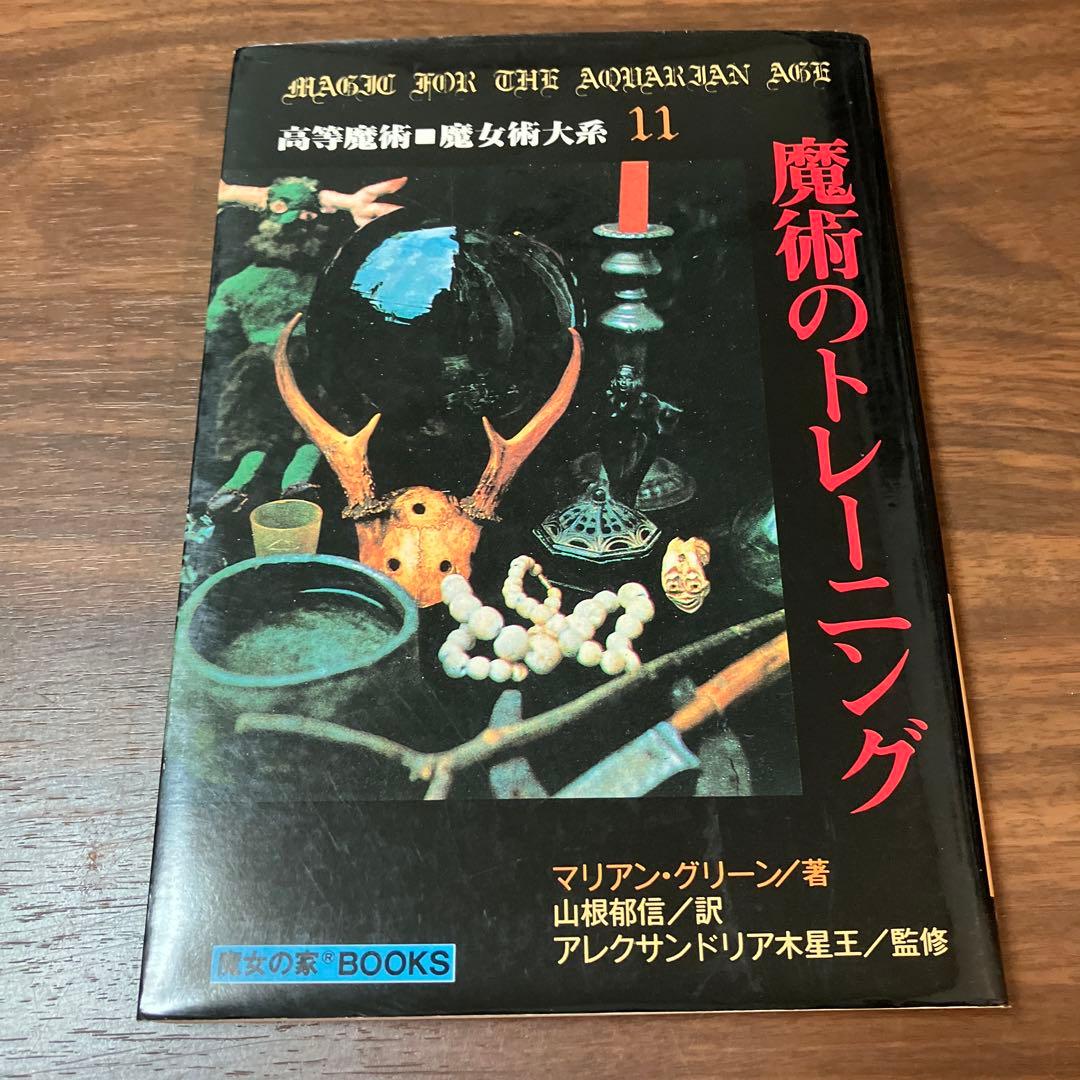 MAGIC FOR THE AQUARIAN AGE
高等魔術■魔女術大系 11
魔術のトレーニング
マリアン・グリーン/著
山根郁信/訳
アレクサンドリア木星王/監修
魔女の家®BOOKS